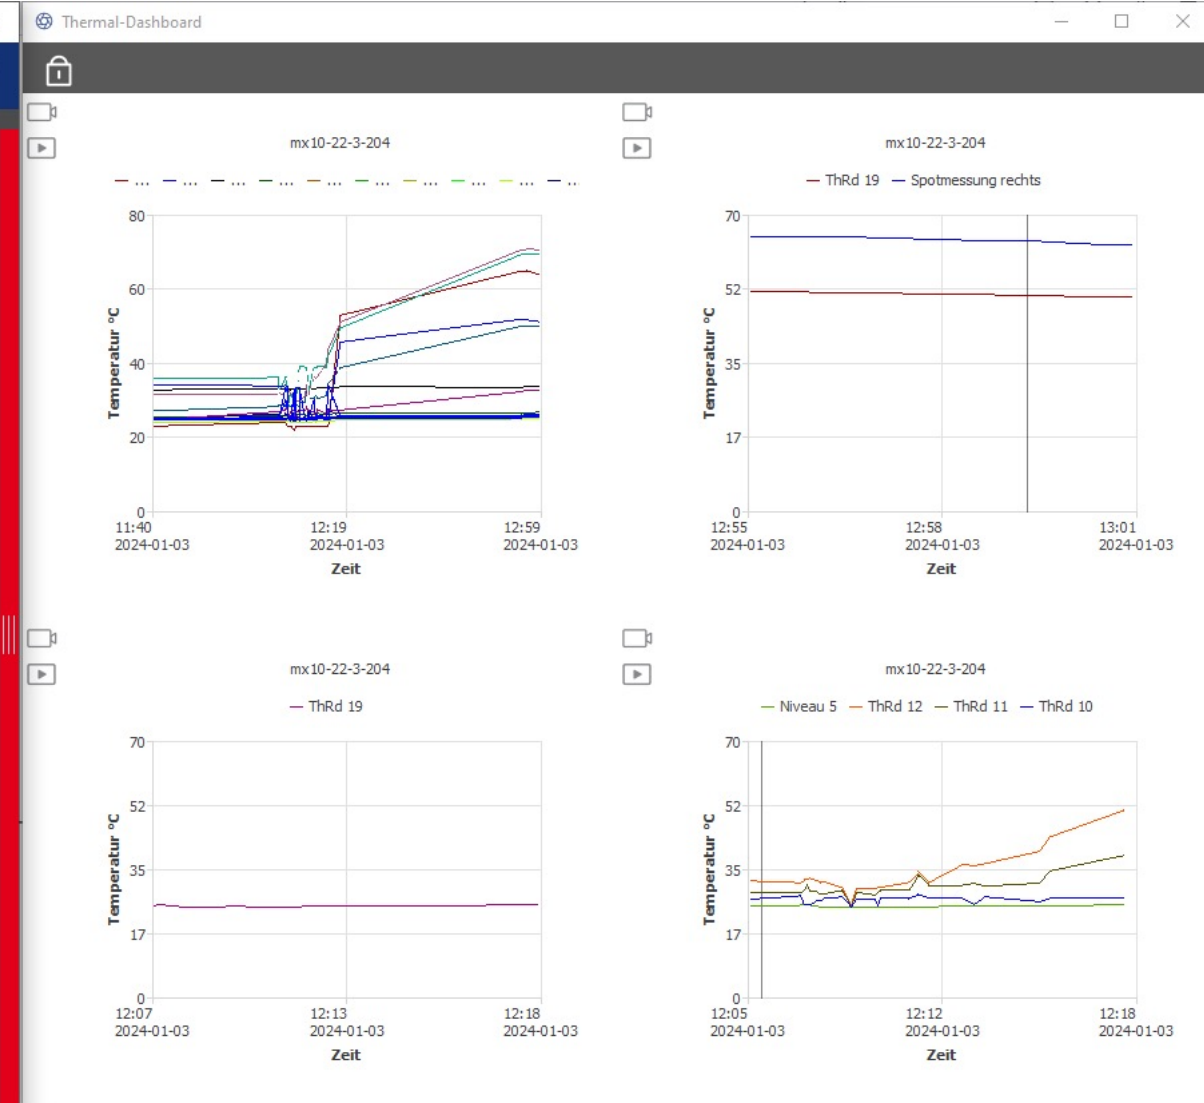 Thermal-Dashboard
mx10-22-3-204
... ... ... ... ... ... ... ... ... ...
80
60
40
20
0
Temperatur °C
11:40 12:19 12:59
2024-01-03 2024-01-03 2024-01-03
Zeit
mx10-22-3-204
ThRd 19 Spotmessung rechts
70
52
35
17
0
Temperatur °C
12:55 12:58 13:01
2024-01-03 2024-01-03 2024-01-03
Zeit
mx10-22-3-204
ThRd 19
70
52
35
17
0
Temperatur °C
12:07 12:13 12:18
2024-01-03 2024-01-03 2024-01-03
Zeit
mx10-22-3-204
Niveau 5 ThRd 12 ThRd 11 ThRd 10
70
52
35
17
0
Temperatur °C
12:05 12:12 12:18
2024-01-03 2024-01-03 2024-01-03
Zeit